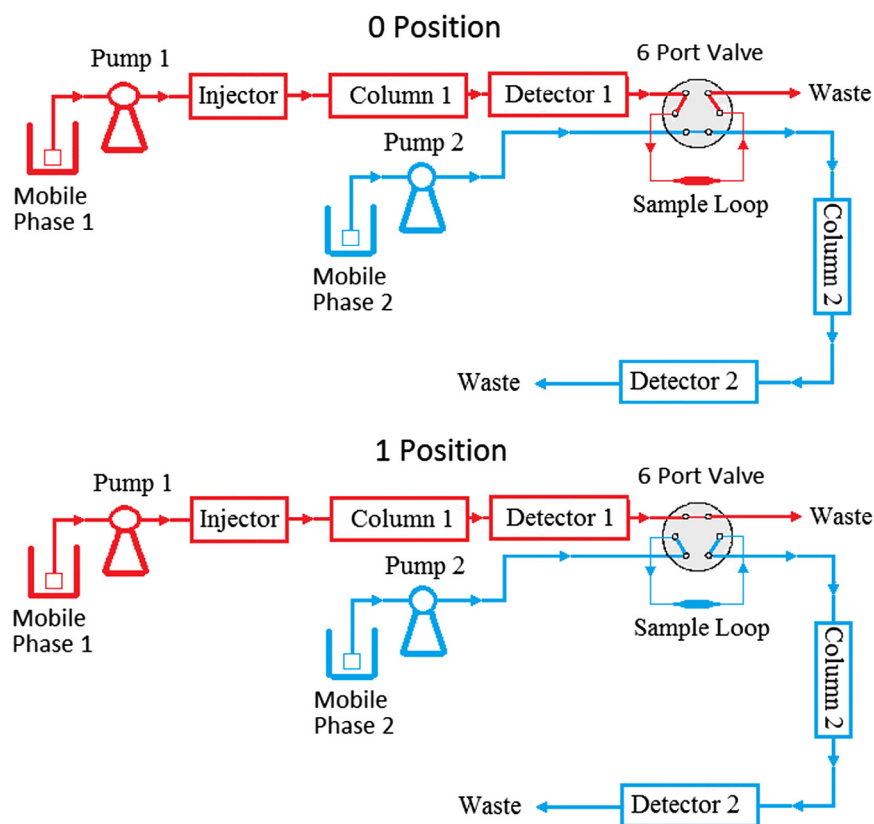 0 Position
Pump 1
6 Port Valve
Injector
Column 1
Detector 1
Waste
Pump 2
Mobile
Phase 1
Sample Loop
Column 2
Mobile
Phase 2
Waste
Detector 2
1 Position
Pump 1
6 Port Valve
Injector
Column 1
Detector 1
Waste
Pump 2
Mobile
Phase 1
Sample Loop
Column 2
Mobile
Phase 2
Waste
Detector 2